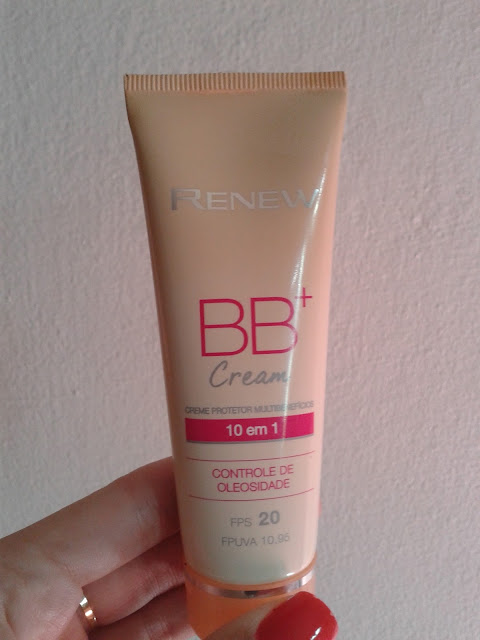 RENEW
BB+
Cream
CREME PROTETOR MULTIBENEFÍCIOS
10 em 1
CONTROLE DE
OLEOSIDADE
FPS 20
FPUVA 10,95